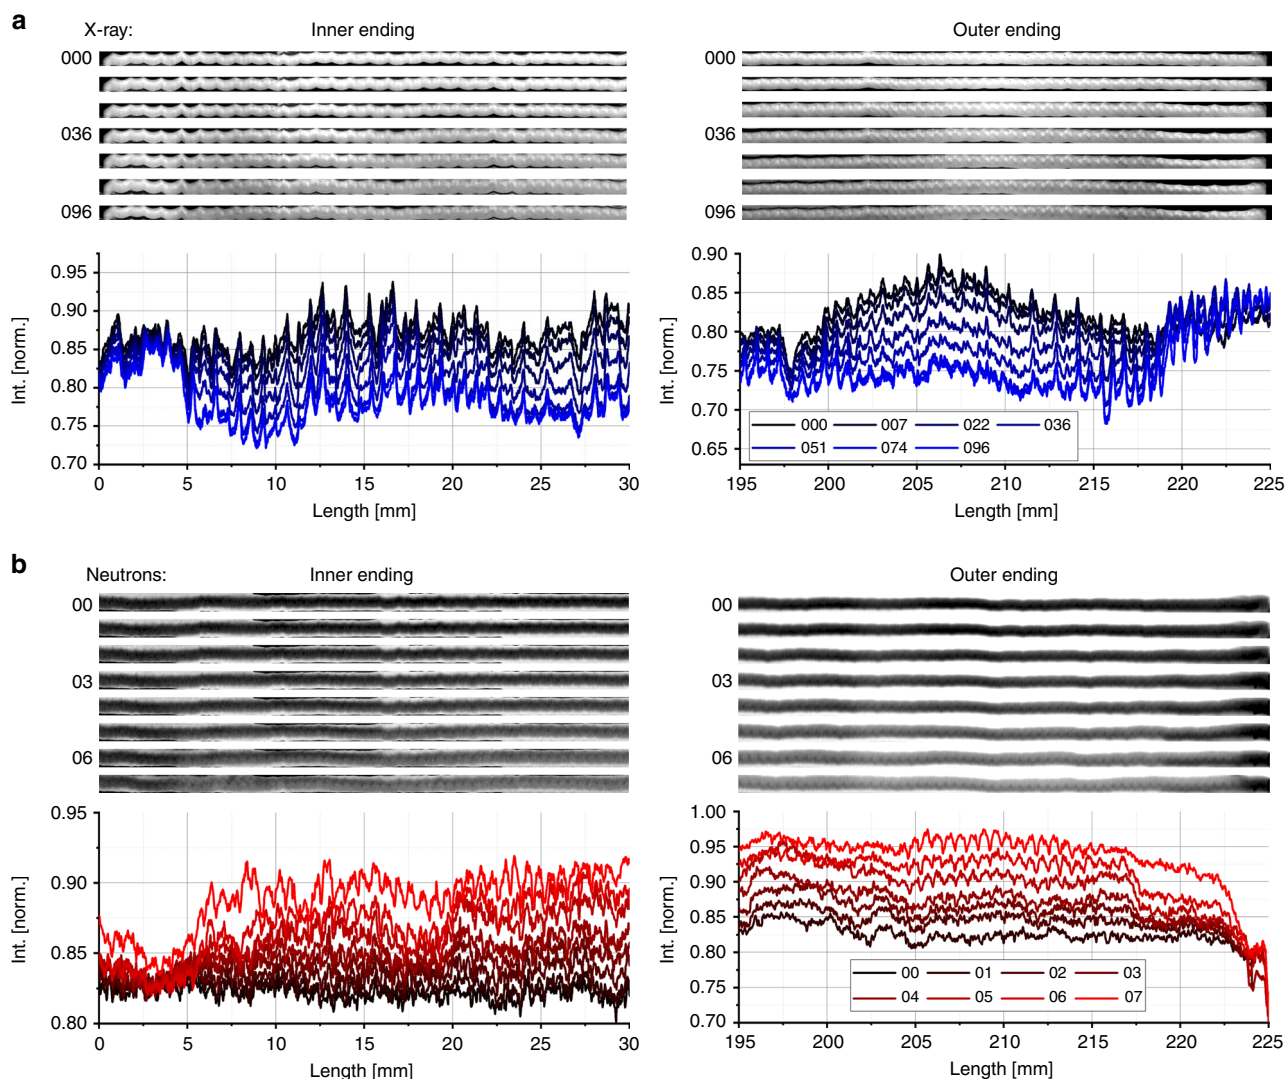 a
X-ray:
Inner ending
Outer ending
000
036
096
000
036
096
0.95
0.90
0.85
0.80
0.75
0.70
Int. [norm.]
0 5 10 15 20 25 30
Length [mm]
0.90
0.85
0.80
0.75
0.70
0.65
Int. [norm.]
000 007 022 036
051 074 096
195 200 205 210 215 220 225
Length [mm]
b
Neutrons:
Inner ending
Outer ending
00
03
06
00
03
06
0.95
0.90
0.85
0.80
Int. [norm.]
0 5 10 15 20 25 30
Length [mm]
1.00
0.95
0.90
0.85
0.80
0.75
0.70
Int. [norm.]
00 01 02 03
04 05 06 07
195 200 205 210 215 220 225
Length [mm]